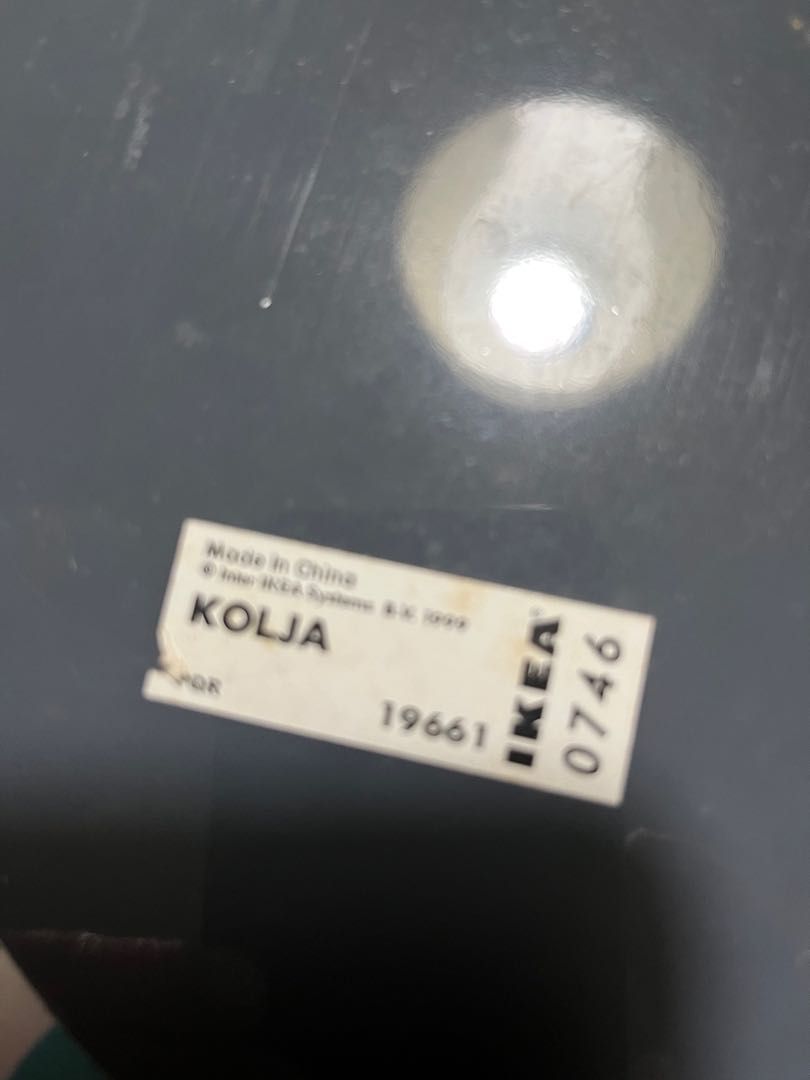 Made in China
© Inter IKEA Systems B.V. 1999
KOLJA
19661
IKEA
0746